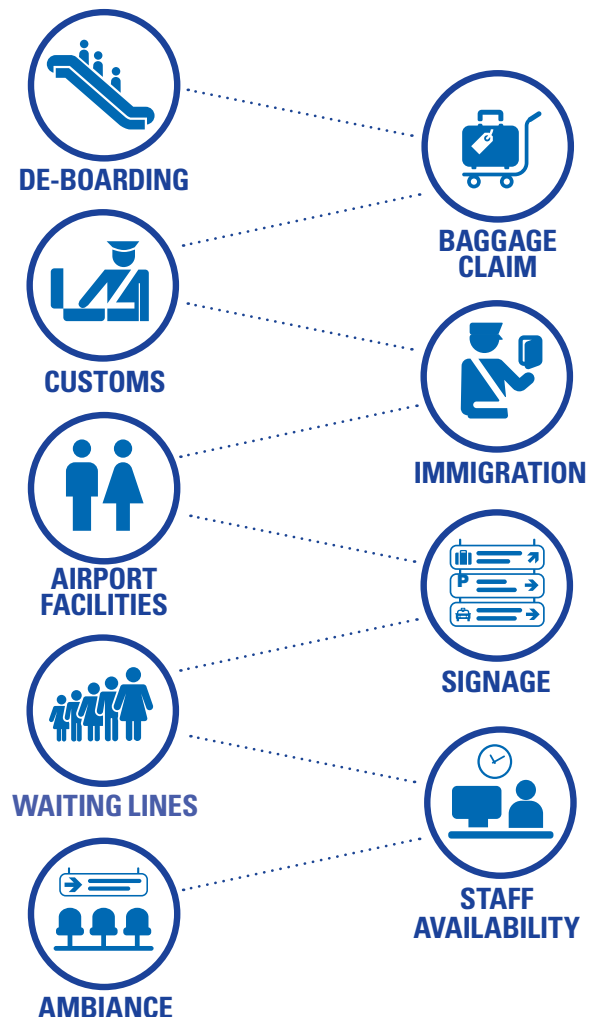 DE-BOARDING
BAGGAGE
CLAIM
CUSTOMS
IMMIGRATION
AIRPORT
FACILITIES
P
SIGNAGE
WAITING LINES
STAFF
AVAILABILITY
AMBIANCE